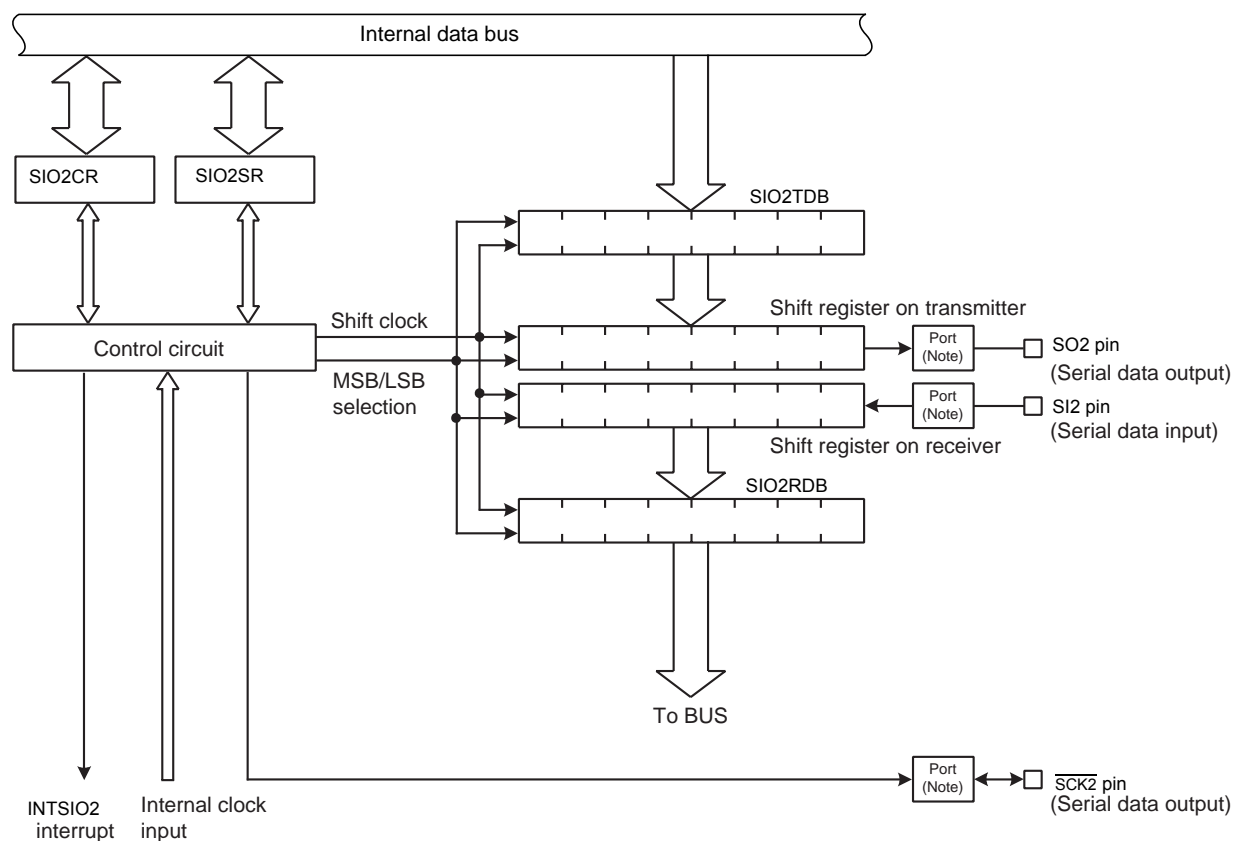 Internal data bus
SIO2CR
SIO2SR
SIO2TDB
Shift clock
Shift register on transmitter
Control circuit
Port
(Note)
SO2 pin
(Serial data output)
MSB/LSB
selection
Port
(Note)
SI2 pin
(Serial data input)
Shift register on receiver
SIO2RDB
To BUS
Port
(Note)
SCK2 pin
(Serial data output)
INTSIO2
interrupt
Internal clock
input